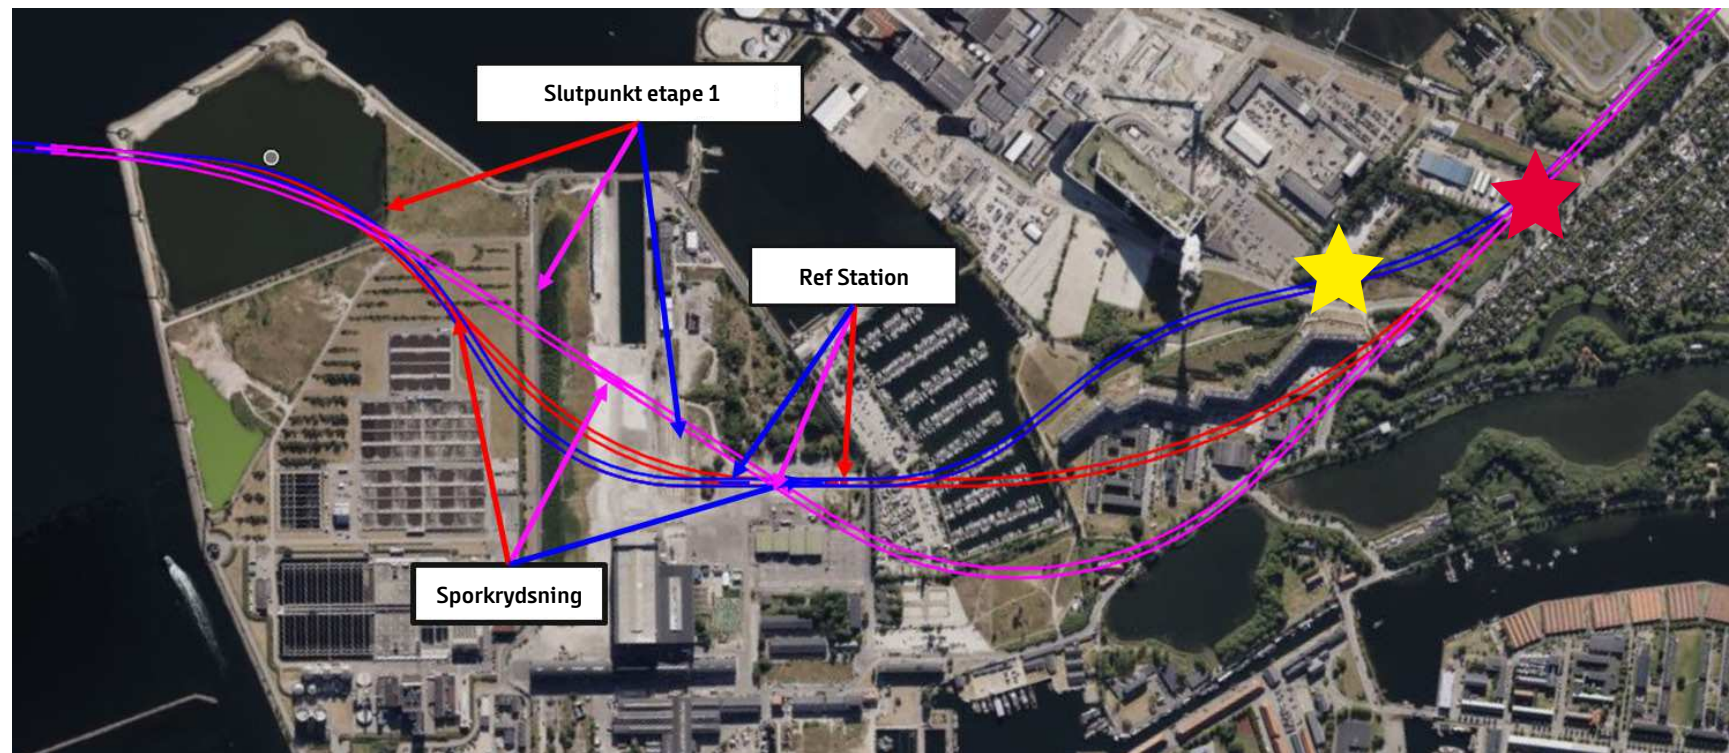 Slutpunkt etape 1
Ref Station
Sporkrydsning